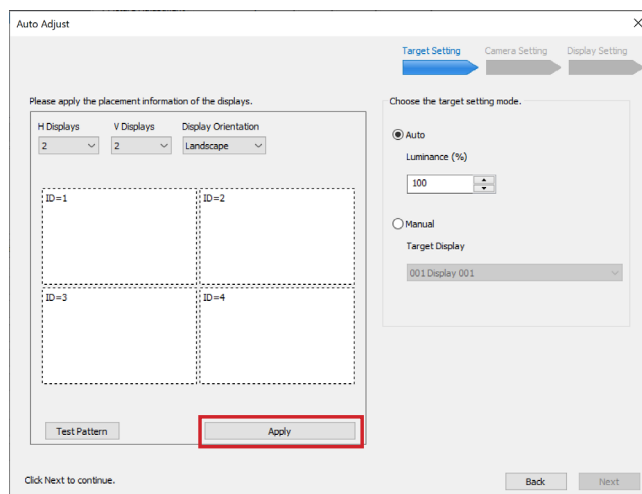 Auto Adjust
Target Setting
Camera Setting
Display Setting
Please apply the placement information of the displays.
H Displays
V Displays
Display Orientation
2
2
Landscape
ID=1
ID=2
ID=3
ID=4
Test Pattern
Apply
Choose the target setting mode.
Auto
Luminance (%)
100
Manual
Target Display
001 Display 001
Click Next to continue.
Back
Next